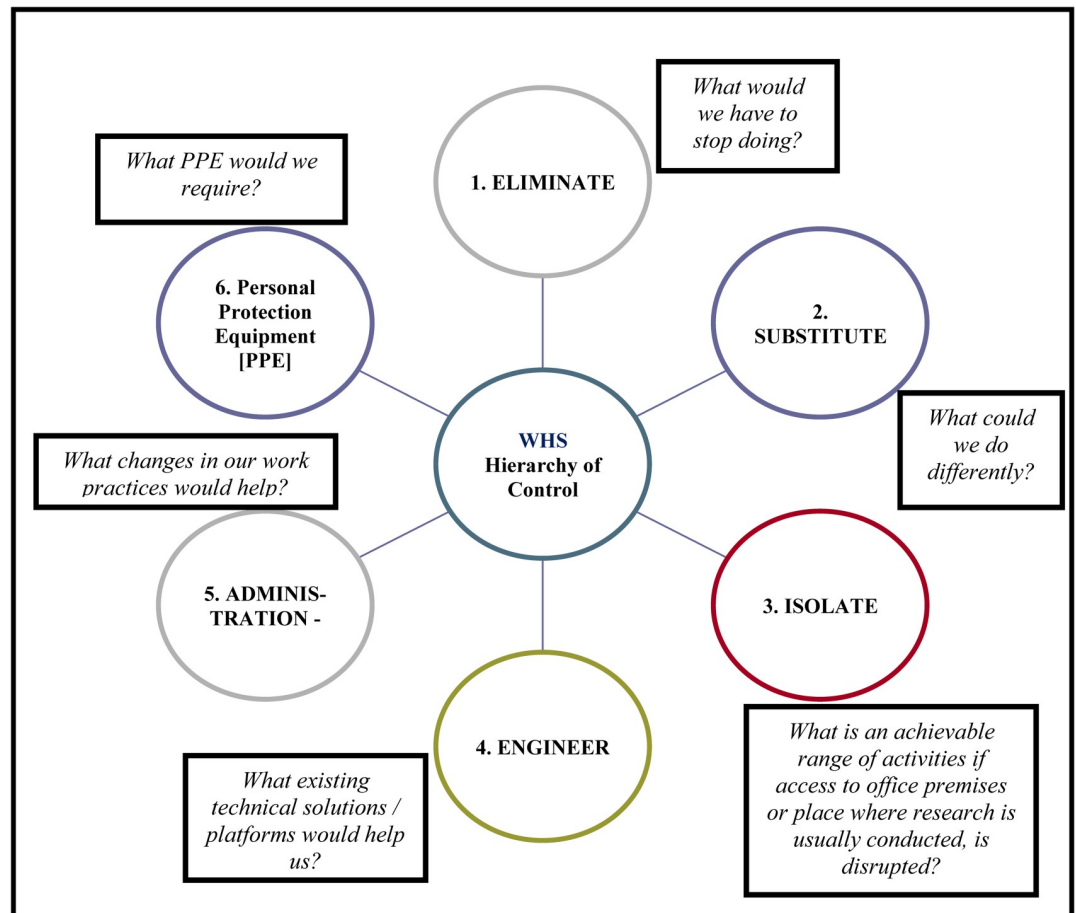 What would
we have to
stop doing?
1. ELIMINATE
What PPE would we
require?
6. Personal
Protection
Equipment
[PPE]
2.
SUBSTITUTE
What could
we do
differently?
WHS
Hierarchy of
Control
What changes in our work
practices would help?
5. ADMINIS-
TRATION -
3. ISOLATE
What is an achievable
range of activities if
access to office premises
or place where research is
usually conducted, is
disrupted?
4. ENGINEER
What existing
technical solutions /
platforms would help
us?